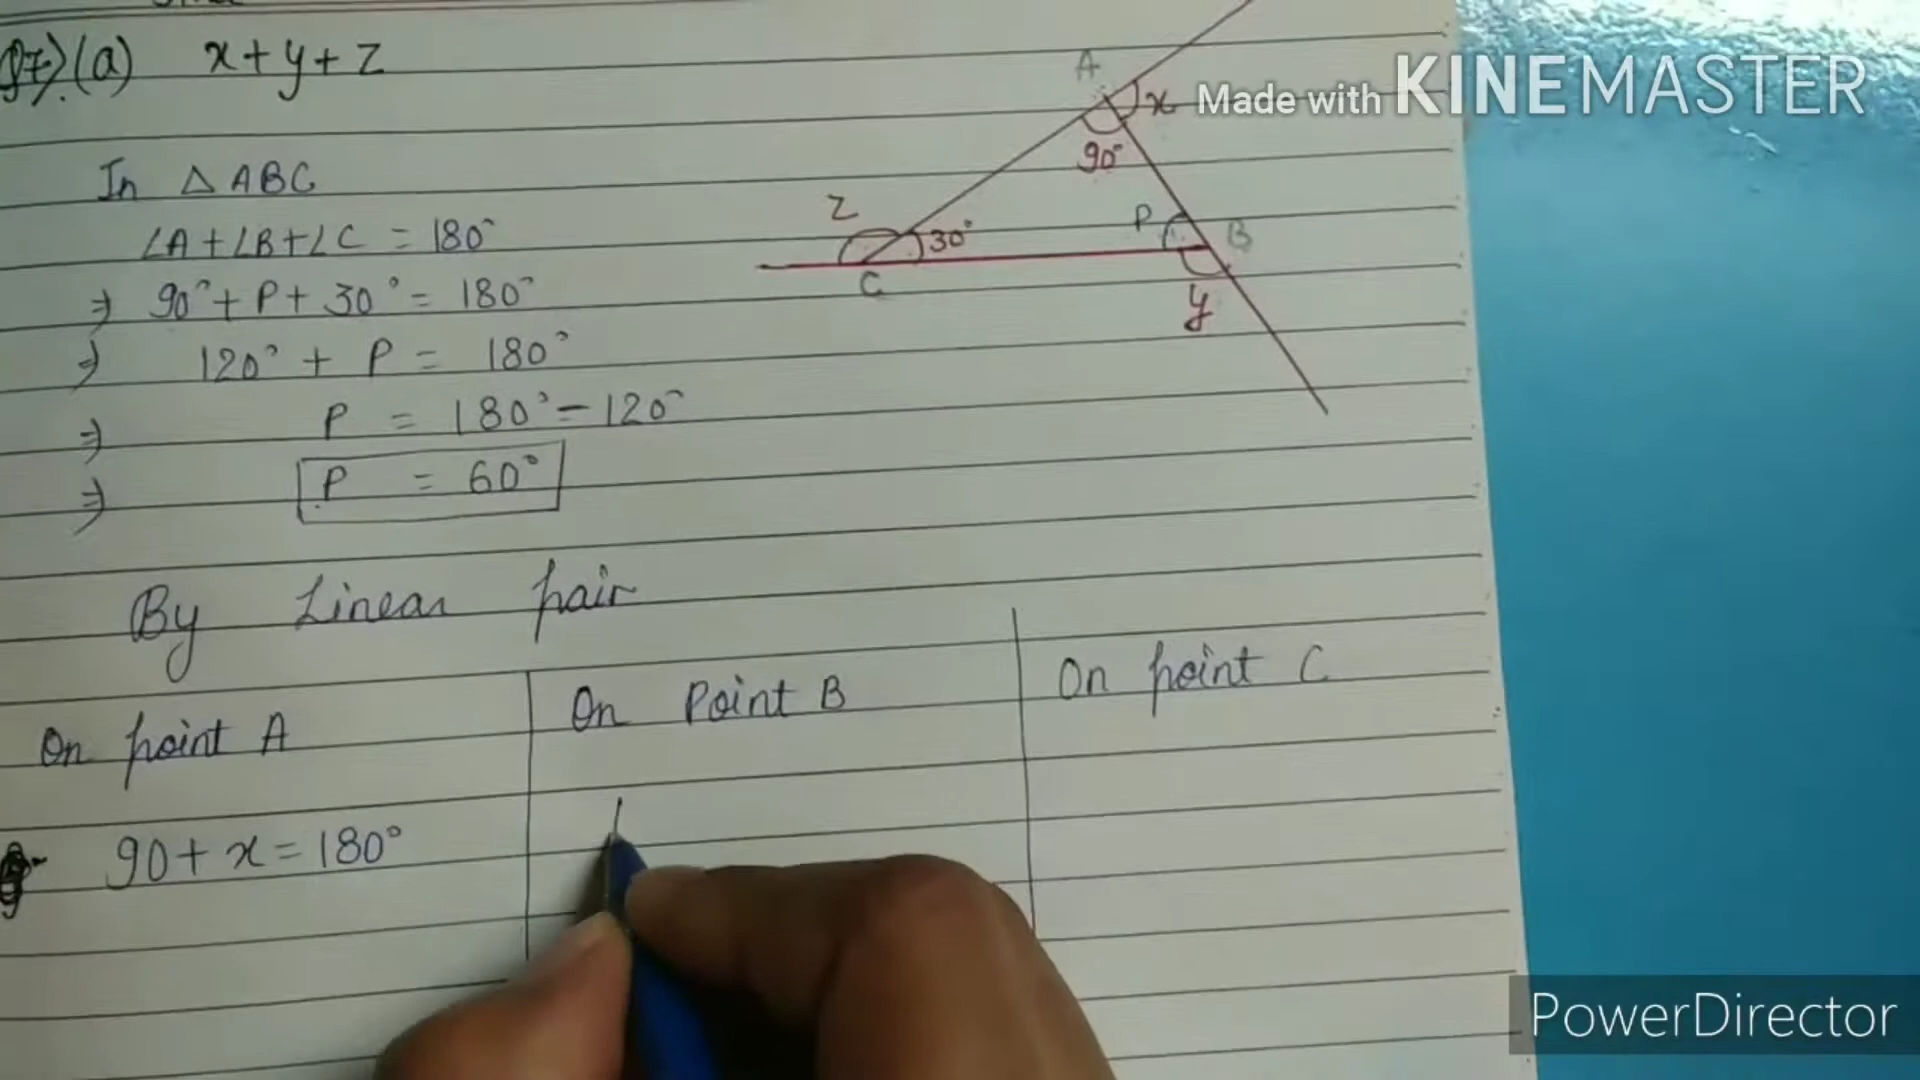 (a) x+y+z
In △ABC
∠A+∠B+∠C = 180°
⇒ 90°+P+30° = 180°
⇒ 120° + P = 180°
⇒ P = 180°-120°
⇒ P = 60°
A
x
90°
z
30°
P
B
C
y
By Linear pair
On point A
On Point B
On point C
90+x=180°
Made with KINEMASTER
PowerDirector